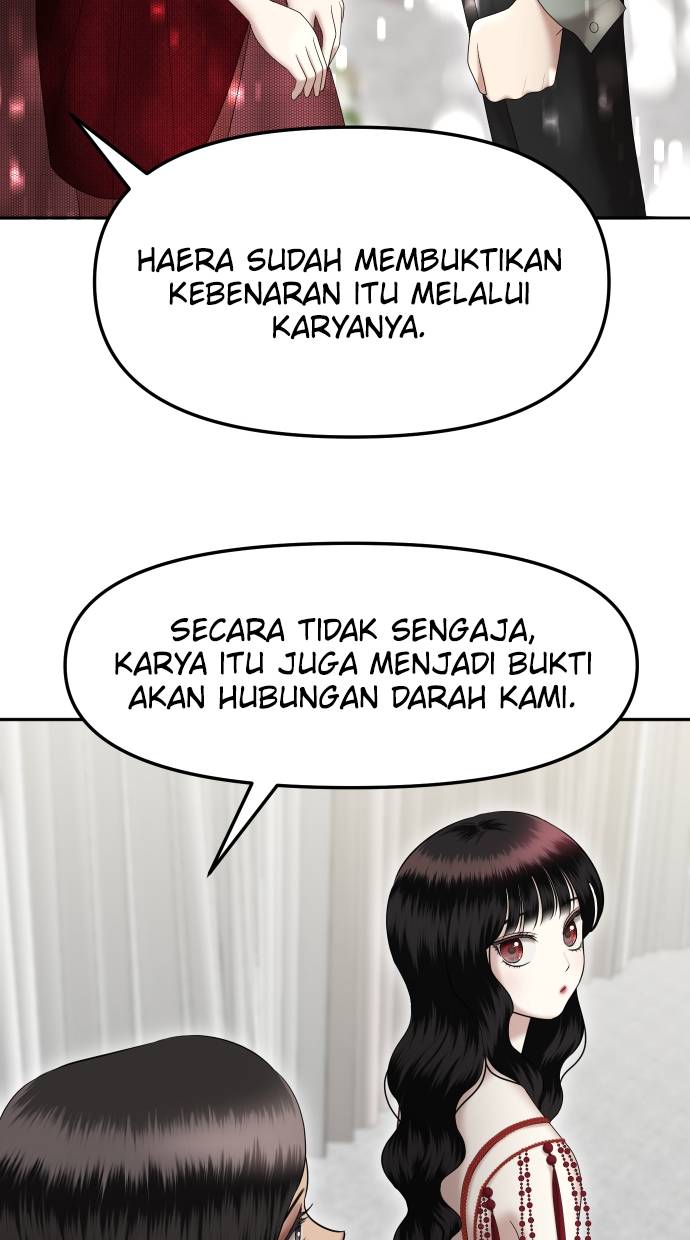 HAERA SUDAH MEMBUKTIKAN
KEBENARAN ITU MELALUI
KARYANYA.
SECARA TIDAK SENGAJA,
KARYA ITU JUGA MENJADI BUKTI
AKAN HUBUNGAN DARAH KAMI.